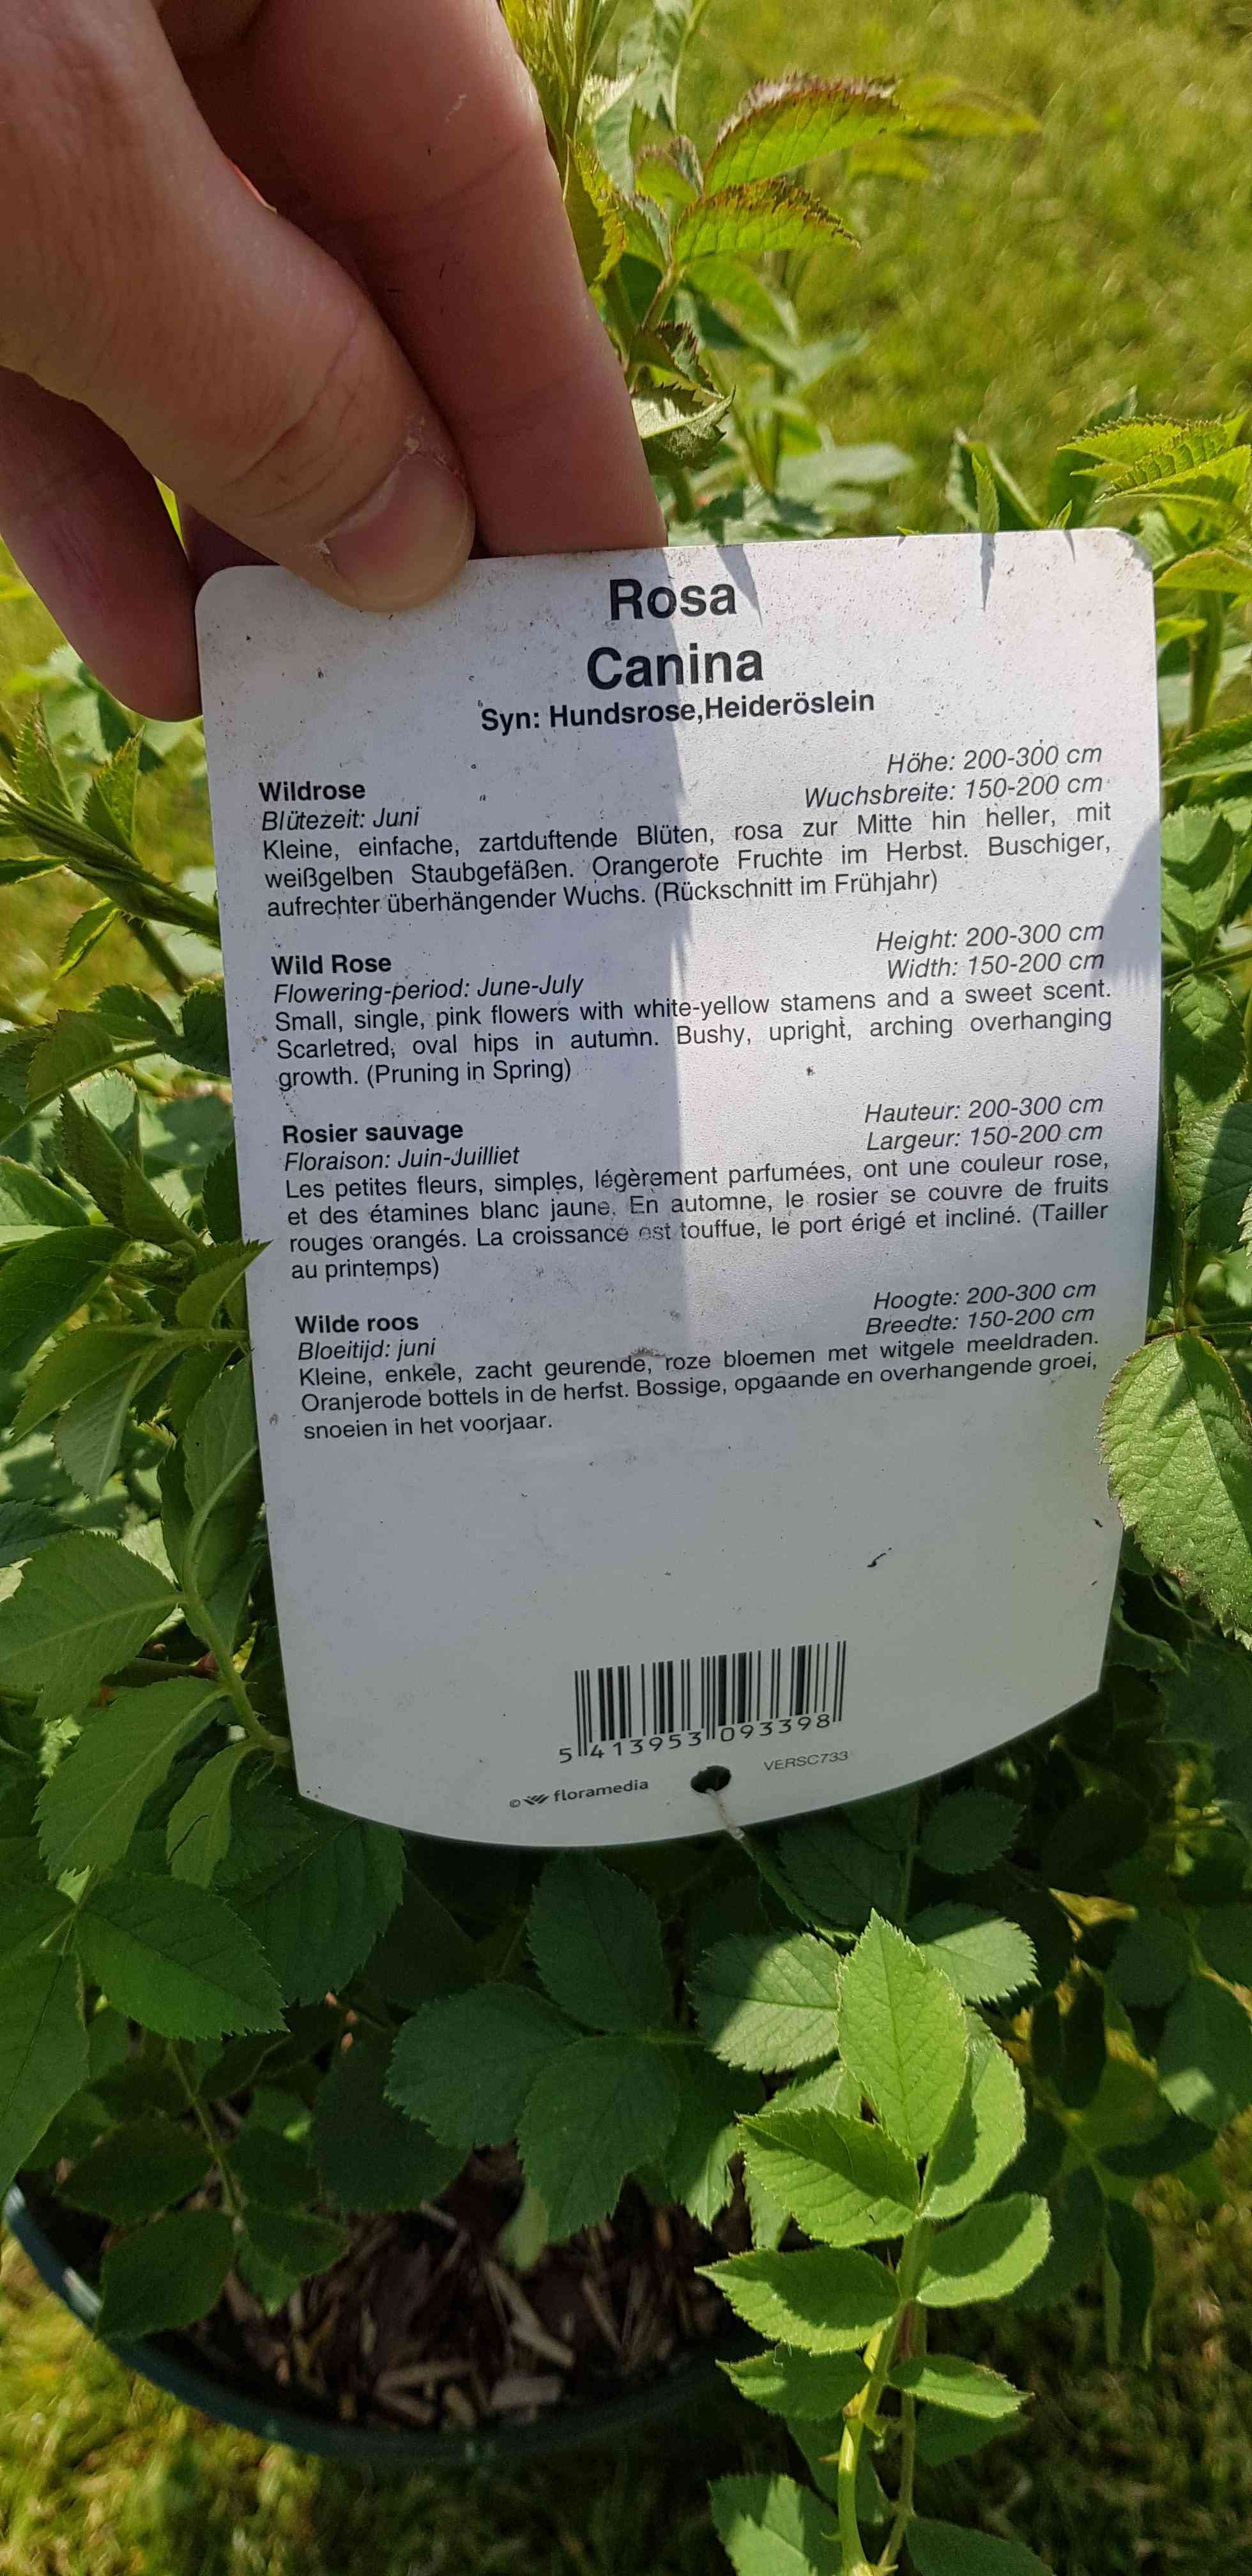 Rosa
Canina
Syn: Hundsrose,Heideröslein
Höhe: 200-300 cm
Wildrose
Wuchsbreite: 150-200 cm
Blütezeit: Juni
Kleine, einfache, zartduftende Blüten, rosa zur Mitte hin heller, mit
weißgelben Staubgefäßen. Orangerote Fruchte im Herbst. Buschiger,
aufrechter überhängender Wuchs. (Rückschnitt im Frühjahr)
Height: 200-300 cm
Wild Rose
Width: 150-200 cm
Flowering-period: June-July
Small, single, pink flowers with white-yellow stamens and a sweet scent.
Scarletred, oval hips in autumn. Bushy, upright, arching overhanging
growth. (Pruning in Spring)
Hauteur: 200-300 cm
Rosier sauvage
Largeur: 150-200 cm
Floraison: Juin-Juilliet
Les petites fleurs, simples, légèrement parfumées, ont une couleur rose,
et des étamines blanc jaune. En automne, le rosier se couvre de fruits
rouges orangés. La croissance est touffue, le port érigé et incliné. (Tailler
au printemps)
Hoogte: 200-300 cm
Wilde roos
Breedte: 150-200 cm
Bloeitijd: juni
Kleine, enkele, zacht geurende, roze bloemen met witgele meeldraden.
Oranjerode bottels in de herfst. Bossige, opgaande en overhangende groei,
snoeien in het voorjaar.
5 413953 093398
© floramedia
VERSC733